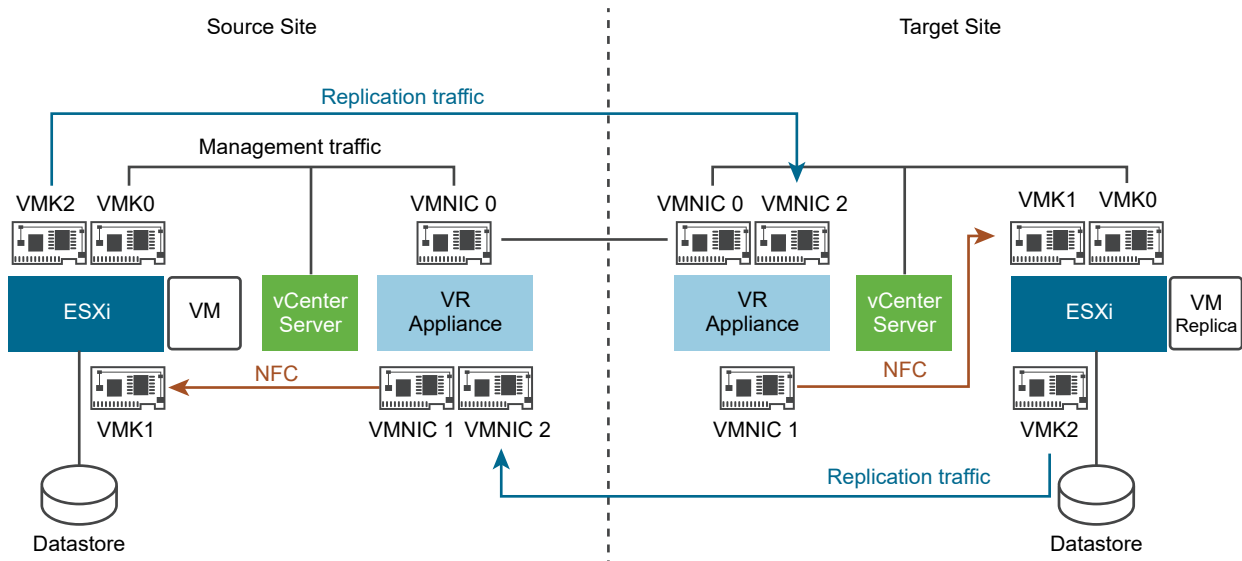 Source Site
Target Site
Replication traffic
Management traffic
VMK2
VMK0
VMNIC 0
VMNIC 0
VMNIC 2
VMK1
VMK0
ESXi
VM
vCenter
Server
VR
Appliance
VR
Appliance
vCenter
Server
ESXi
VM
Replica
NFC
NFC
VMK1
VMNIC 1
VMNIC 2
VMNIC 1
VMK2
Replication traffic
Datastore
Datastore